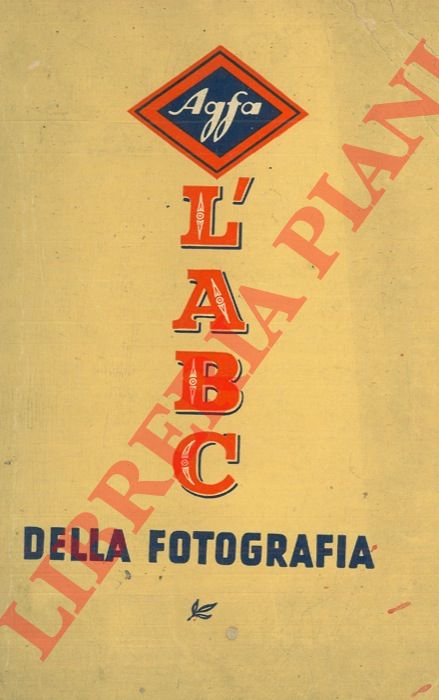 Agfa
L'
A
B
C
DELLA FOTOGRAFIA
LIBRERIA PIANI